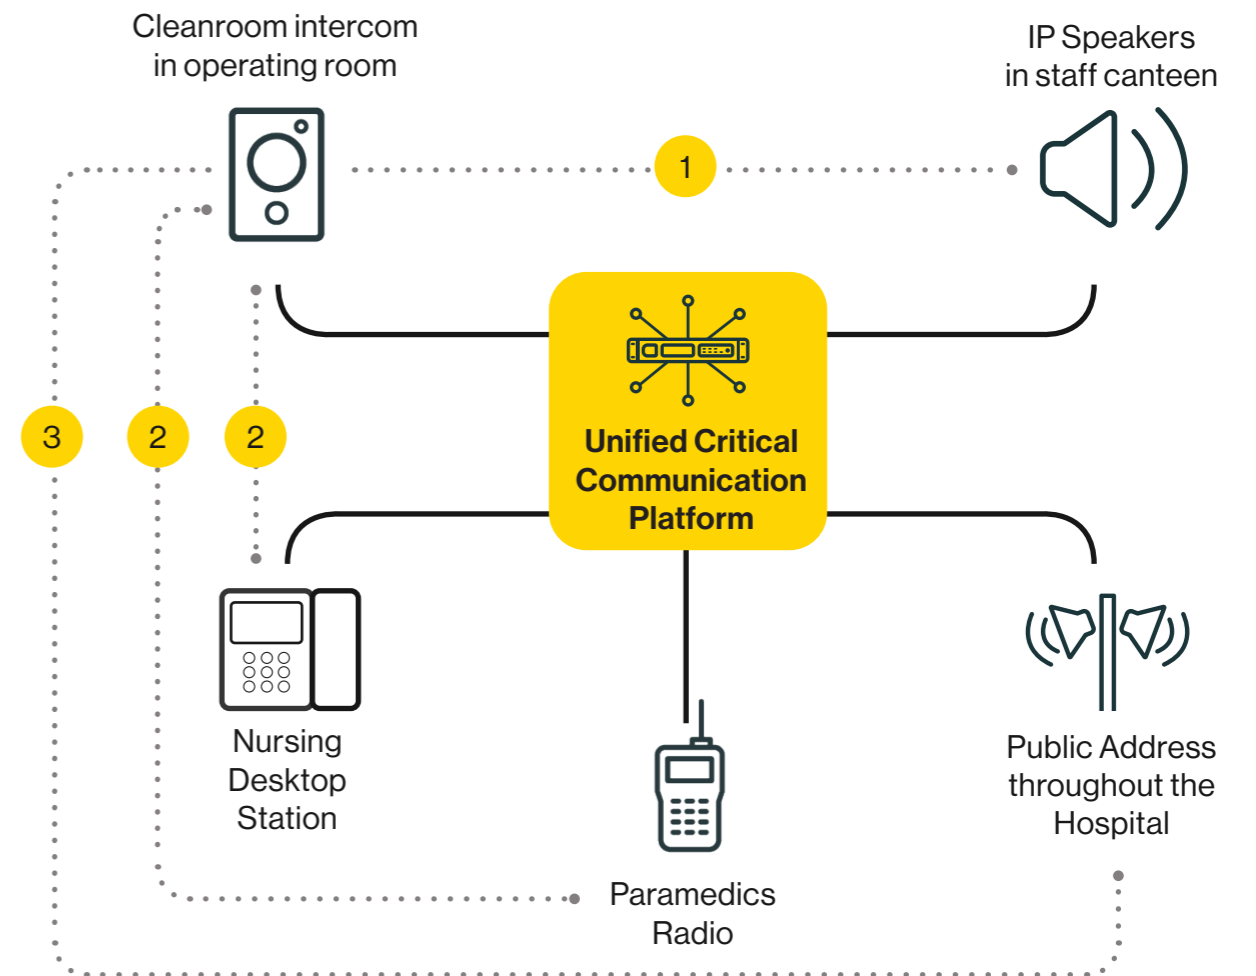 Cleanroom intercom
in operating room
IP Speakers
in staff canteen
1
3
2
2
Unified Critical
Communication
Platform
Nursing
Desktop
Station
Paramedics
Radio
Public Address
throughout the
Hospital